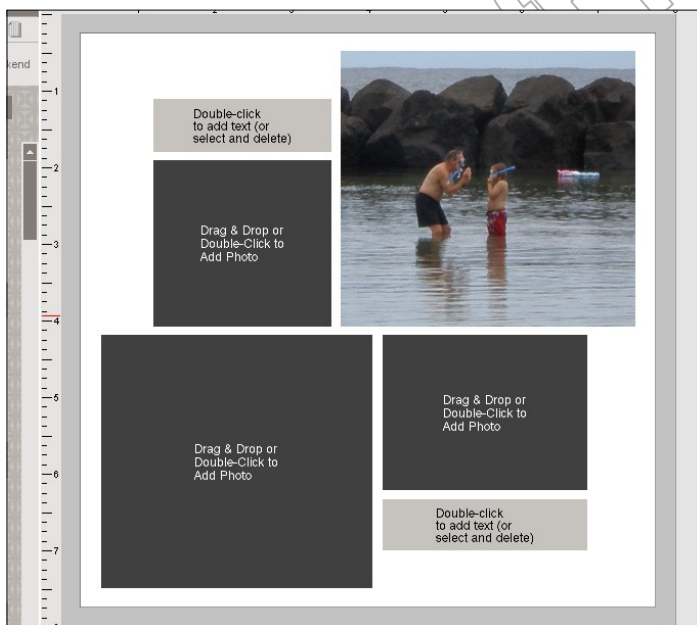 kend
2
4
1
Double-click
to add text (or
select and delete)
2
Drag & Drop or
Double-Click to
Add Photo
3
4
5
Drag & Drop or
Double-Click to
Add Photo
Drag & Drop or
Double-Click to
Add Photo
6
Double-click
to add text (or
select and delete)
7